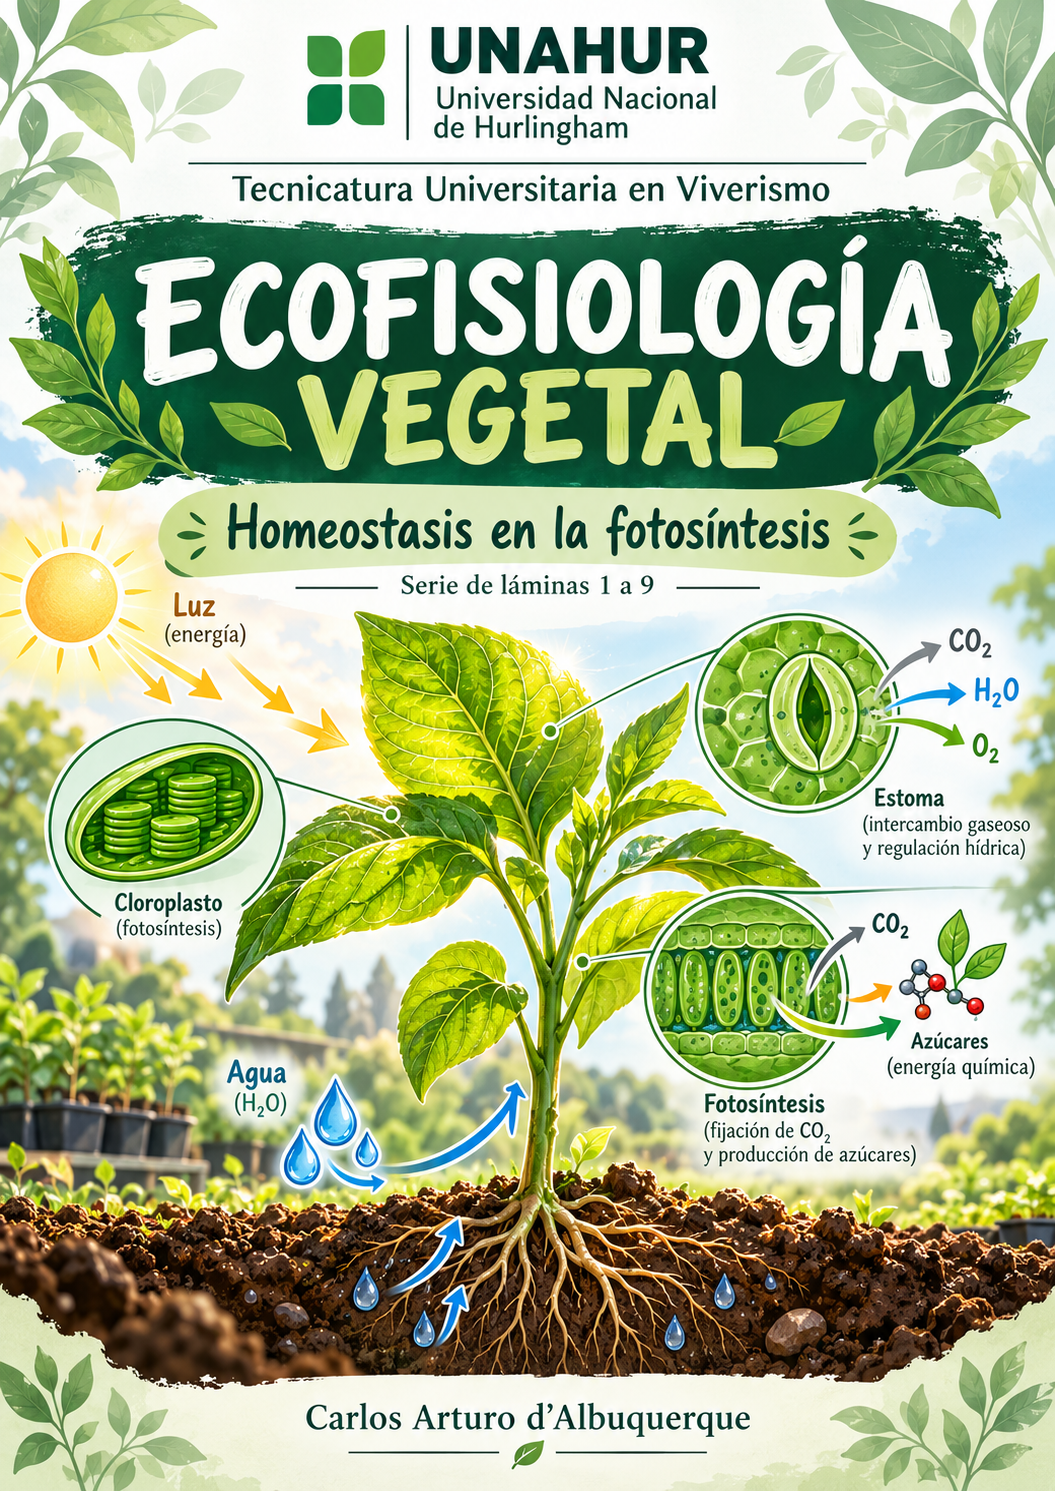 UNAHUR
Universidad Nacional
de Hurlingham
Tecnicatura Universitaria en Viverismo
ECOFISIOLOGÍA
VEGETAL
Homeostasis en la fotosíntesis
Serie de láminas 1 a 9
Luz
(energía)
CO₂
H₂O
O₂
Estoma
(intercambio gaseoso
y regulación hídrica)
Cloroplasto
(fotosíntesis)
CO₂
Azúcares
(energía química)
Agua
(H₂O)
Fotosíntesis
(fijación de CO₂
y producción de azúcares)
Carlos Arturo d’Albuquerque